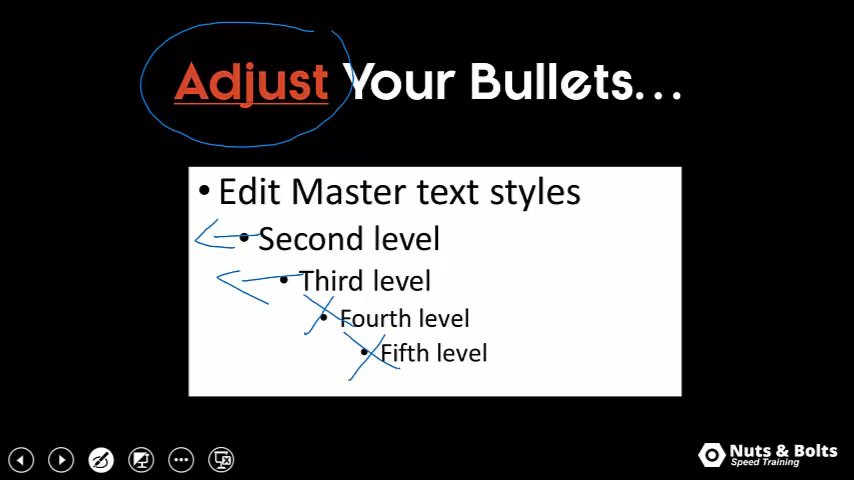 Adjust Your Bullets...
• Edit Master text styles
• Second level
• Third level
• Fourth level
• Fifth level
Nuts & Bolts
Speed Training